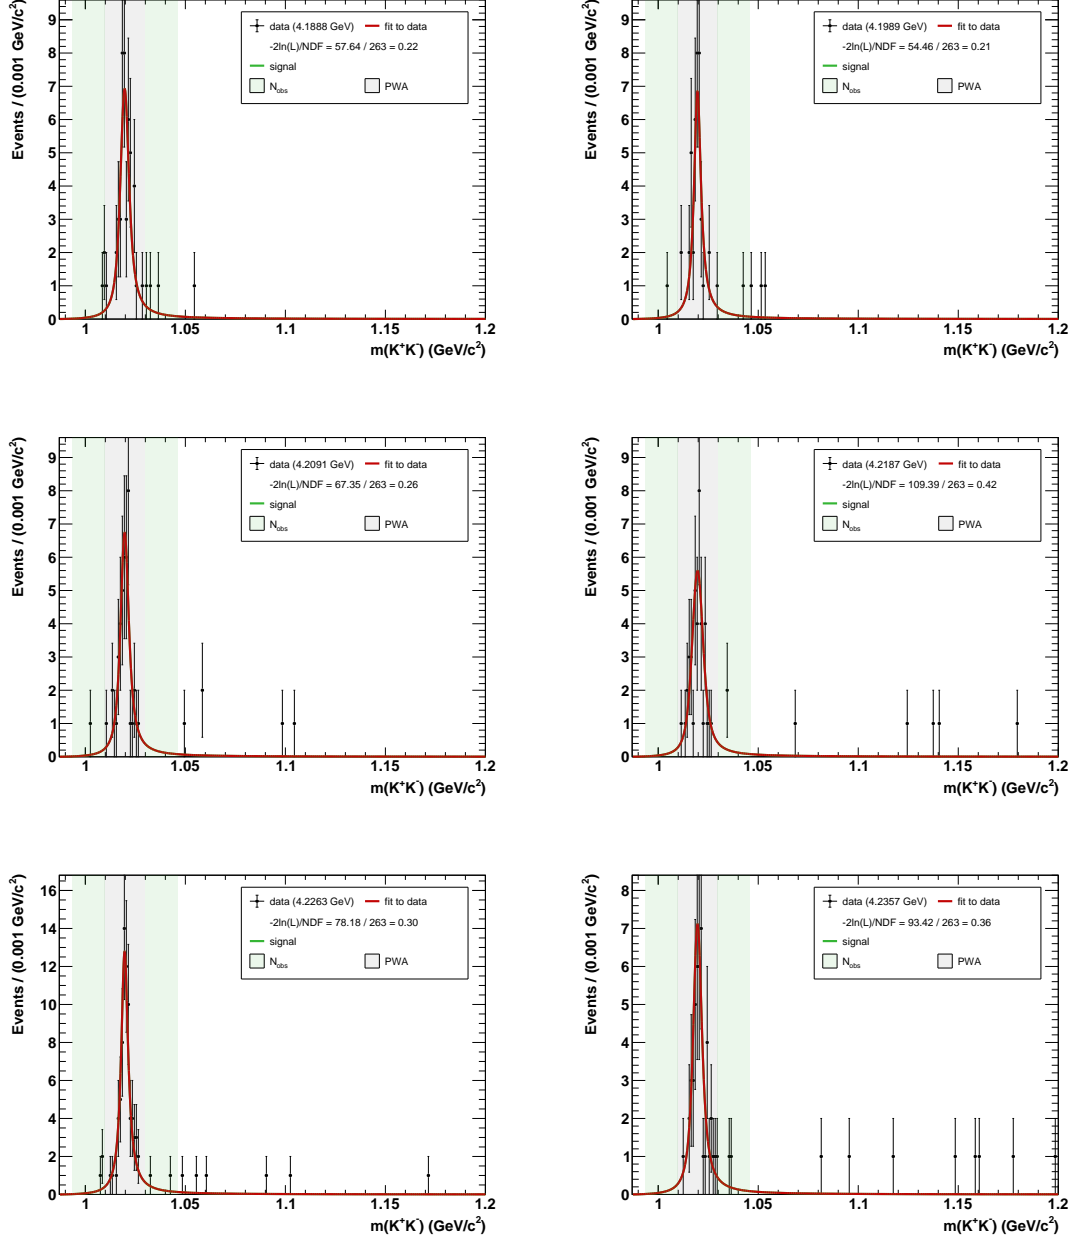 Events / (0.001 GeV/c²)
9
8
7
6
5
4
3
2
1
0
data (4.1888 GeV) fit to data
-2ln(L)/NDF = 57.64 / 263 = 0.22
signal
N_obs PWA
1 1.05 1.1 1.15 1.2
m(K⁺K⁻) (GeV/c²)
Events / (0.001 GeV/c²)
9
8
7
6
5
4
3
2
1
0
data (4.1989 GeV) fit to data
-2ln(L)/NDF = 54.46 / 263 = 0.21
signal
N_obs PWA
1 1.05 1.1 1.15 1.2
m(K⁺K⁻) (GeV/c²)
Events / (0.001 GeV/c²)
9
8
7
6
5
4
3
2
1
0
data (4.2091 GeV) fit to data
-2ln(L)/NDF = 67.35 / 263 = 0.26
signal
N_obs PWA
1 1.05 1.1 1.15 1.2
m(K⁺K⁻) (GeV/c²)
Events / (0.001 GeV/c²)
9
8
7
6
5
4
3
2
1
0
data (4.2187 GeV) fit to data
-2ln(L)/NDF = 109.39 / 263 = 0.42
signal
N_obs PWA
1 1.05 1.1 1.15 1.2
m(K⁺K⁻) (GeV/c²)
Events / (0.001 GeV/c²)
16
14
12
10
8
6
4
2
0
data (4.2263 GeV) fit to data
-2ln(L)/NDF = 78.18 / 263 = 0.30
signal
N_obs PWA
1 1.05 1.1 1.15 1.2
m(K⁺K⁻) (GeV/c²)
Events / (0.001 GeV/c²)
8
7
6
5
4
3
2
1
0
data (4.2357 GeV) fit to data
-2ln(L)/NDF = 93.42 / 263 = 0.36
signal
N_obs PWA
1 1.05 1.1 1.15 1.2
m(K⁺K⁻) (GeV/c²)